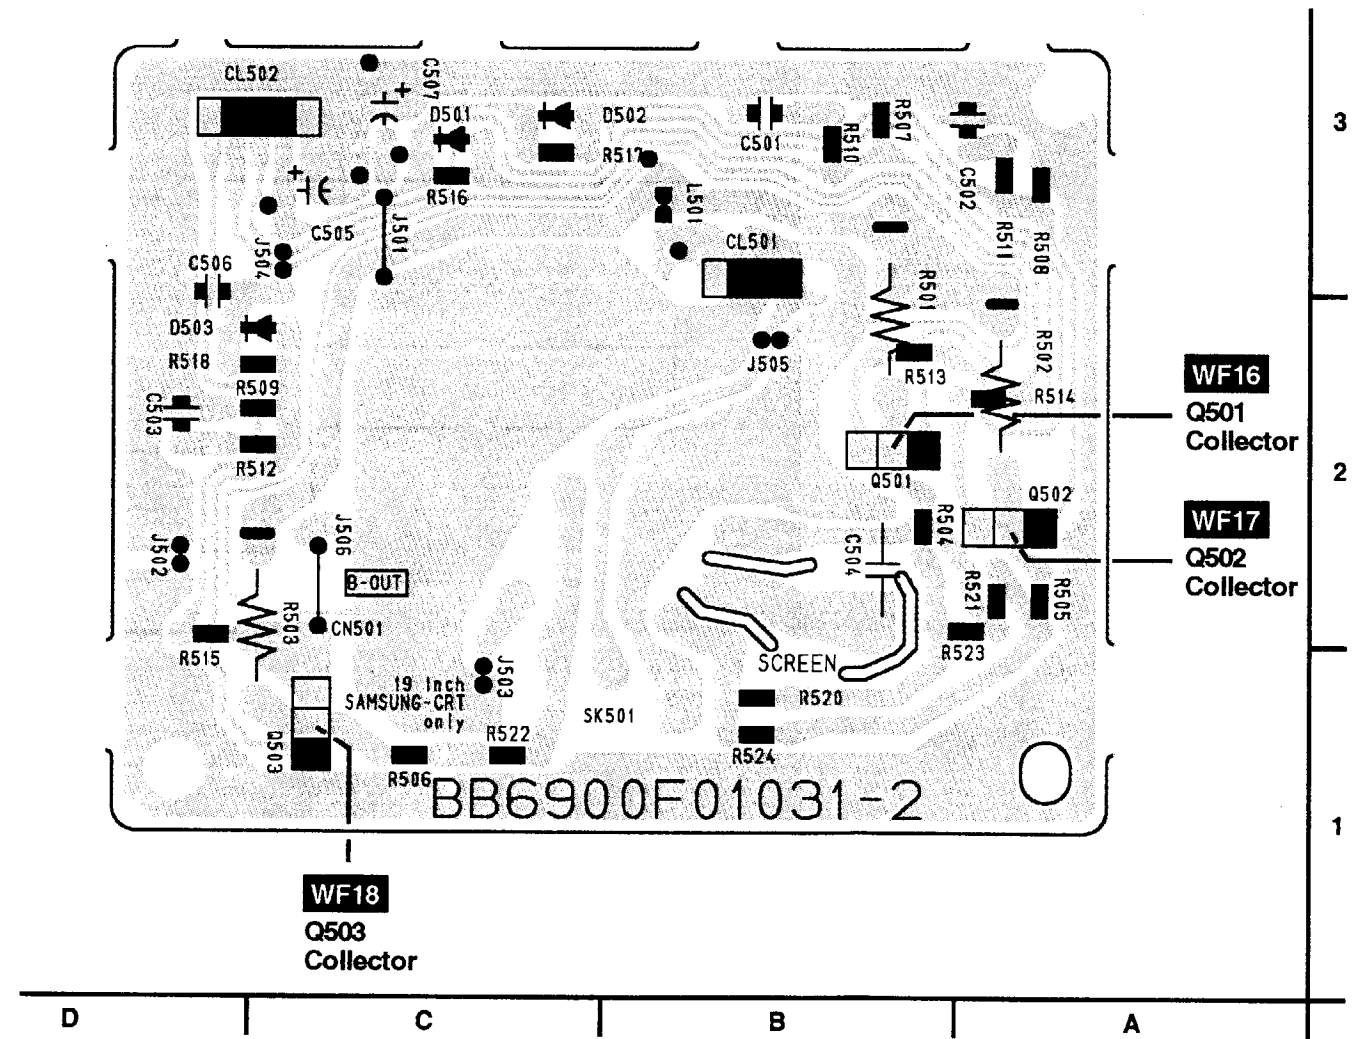 CL502
C507
D501
D502
C501
R510
R507
3
R517
R516
L501
C502
C505
J501
J504
CL501
R511
R508
C506
R501
D503
R518
J505
R502
R513
R509
R514
WF16
Q501
Collector
C503
R512
Q501
2
Q502
J502
J506
B-OUT
C504
R504
WF17
Q502
Collector
R503
CN501
R521
R505
R515
R523
SCREEN
J503
19 Inch
SAMSUNG-CRT
only
SK501
R520
Q503
R522
R524
R506
BB6900F01031-2
1
WF18
Q503
Collector
D
C
B
A